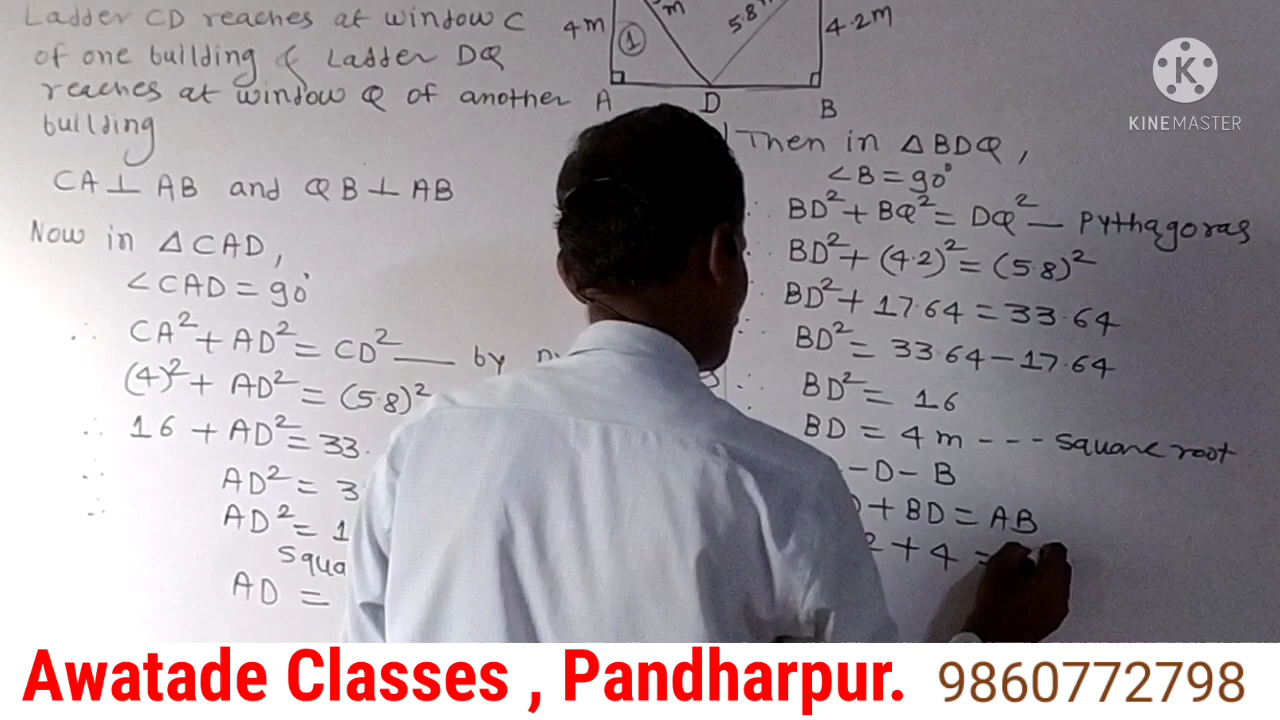 Ladder CD reaches at window C
of one building & Ladder DQ
reaches at window Q of another
building
CA ⊥ AB and QB ⊥ AB
Now in △CAD,
∠CAD = 90°
∴ CA² + AD² = CD² — by
(4)² + AD² = (5.8)²
∴ 16 + AD² = 33.
∴ AD² = 3
∴ AD² = 1
AD =
4m
1
m
5.8
4.2m
A
D
B
Then in △BDQ,
∠B = 90°
∴ BD² + BQ² = DQ² — Pythagoras
∴ BD² + (4.2)² = (5.8)²
∴ BD² + 17.64 = 33.64
∴ BD² = 33.64 - 17.64
∴ BD² = 16
∴ BD = 4 m --- square root
- D - B
+ BD = AB
2 + 4 =
K
KINEMASTER
Awatade Classes , Pandharpur. 9860772798